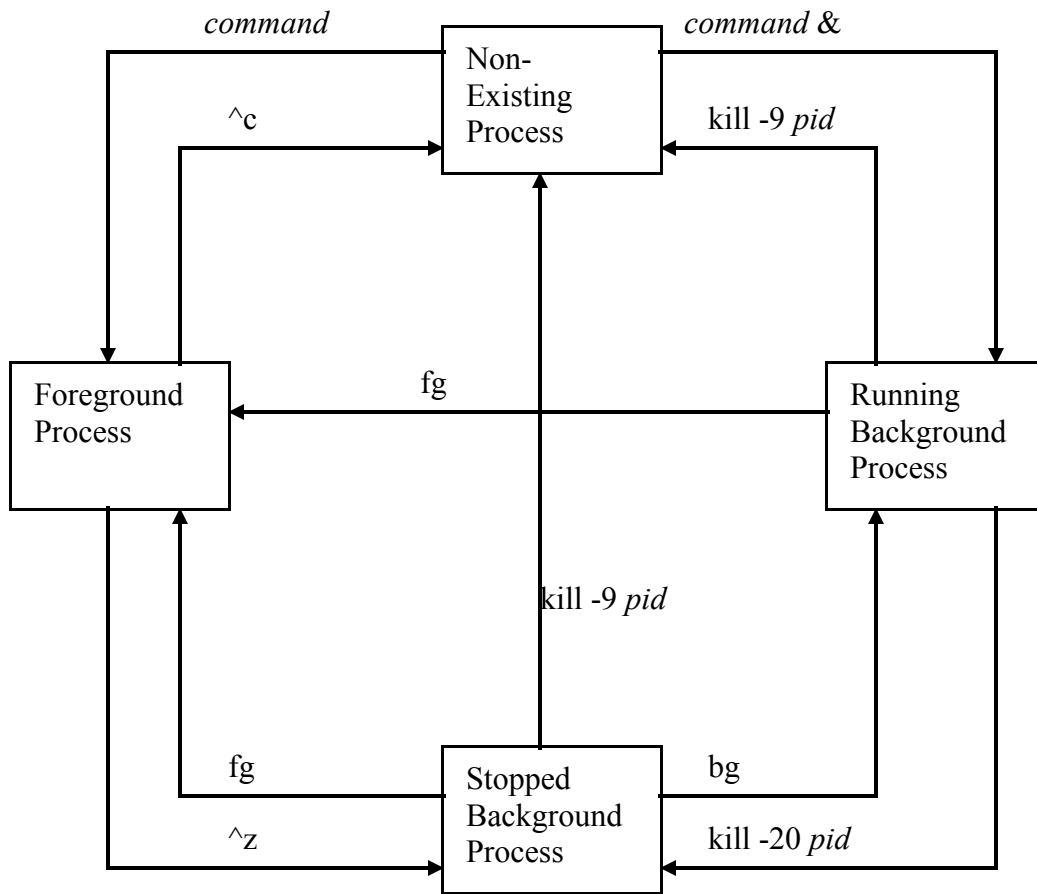 command
Non-
Existing
Process
command &
^c
kill -9 pid
Foreground
Process
fg
Running
Background
Process
kill -9 pid
fg
Stopped
Background
Process
bg
^z
kill -20 pid